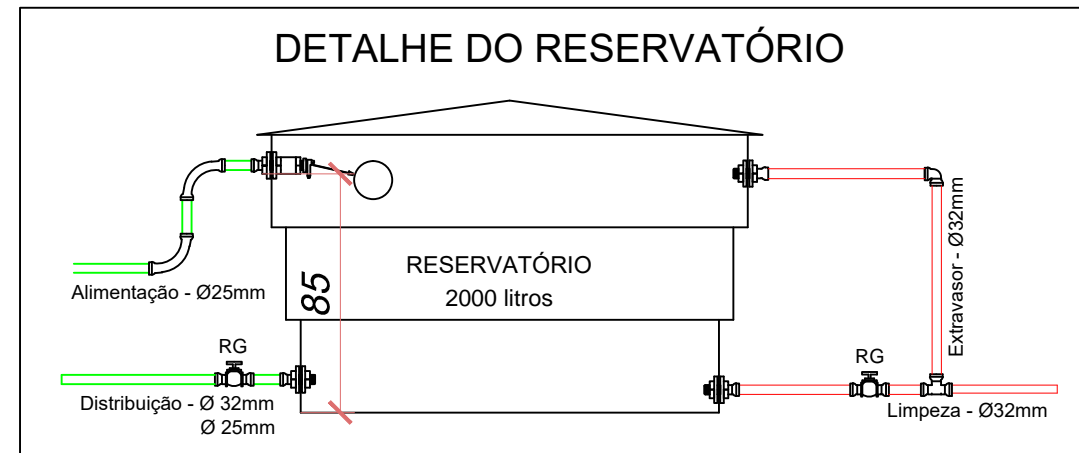 DETALHE DO RESERVATÓRIO
Alimentação - Ø25mm
RESERVATÓRIO
2000 litros
85
Extravasor - Ø32mm
RG
RG
Distribuição - Ø 32mm
Ø 25mm
Limpeza - Ø32mm